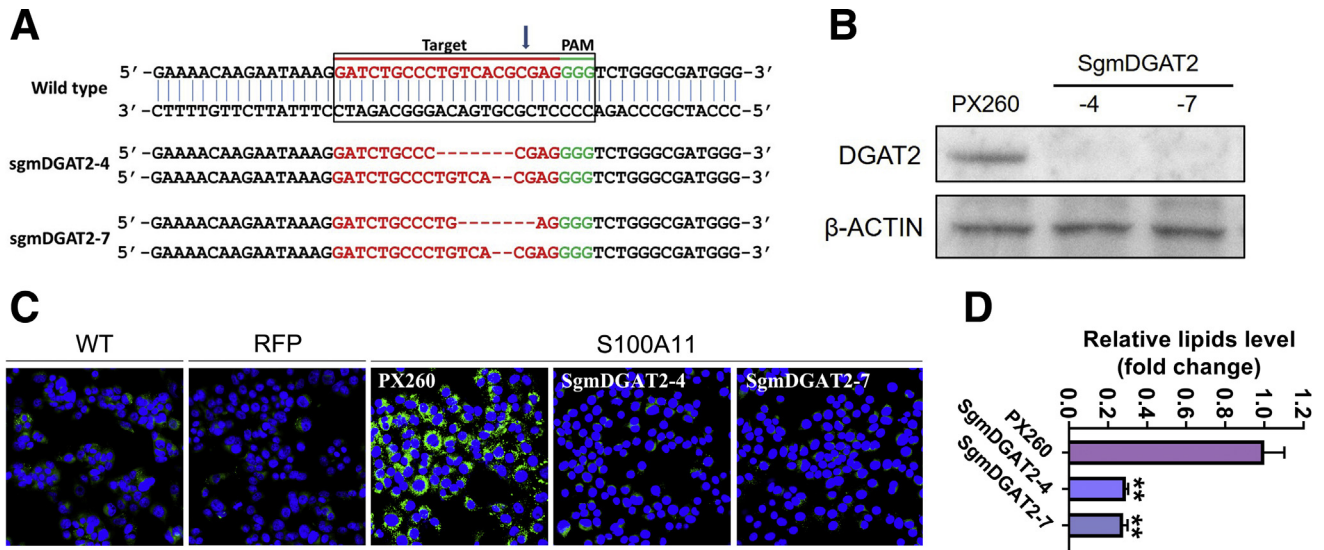 A
Target
PAM
Wild type
5′-GAAAACAAGAATAAAGGATCTGCCCTGTCACGCGAGGGGTCTGGGCGATGGG-3′
3′-CTTTTGTTCTTATTTCCTAGACGGGACAGTGCGCTCCCCAGACCCGCTACCC-5′
sgmDGAT2-4
5′-GAAAACAAGAATAAAGGATCTGCCC-------CGAGGGGTCTGGGCGATGGG-3′
5′-GAAAACAAGAATAAAGGATCTGCCCTGTCA--CGAGGGGTCTGGGCGATGGG-3′
sgmDGAT2-7
5′-GAAAACAAGAATAAAGGATCTGCCCTG-------AGGGGTCTGGGCGATGGG-3′
5′-GAAAACAAGAATAAAGGATCTGCCCTGTCA--CGAGGGGTCTGGGCGATGGG-3′
B
SgmDGAT2
PX260 -4 -7
DGAT2
β-ACTIN
C
WT RFP S100A11
PX260 SgmDGAT2-4 SgmDGAT2-7
D
Relative lipids level
(fold change)
0.0 0.2 0.4 0.6 0.8 1.0 1.2
PX260
SgmDGAT2-4
**
SgmDGAT2-7
**